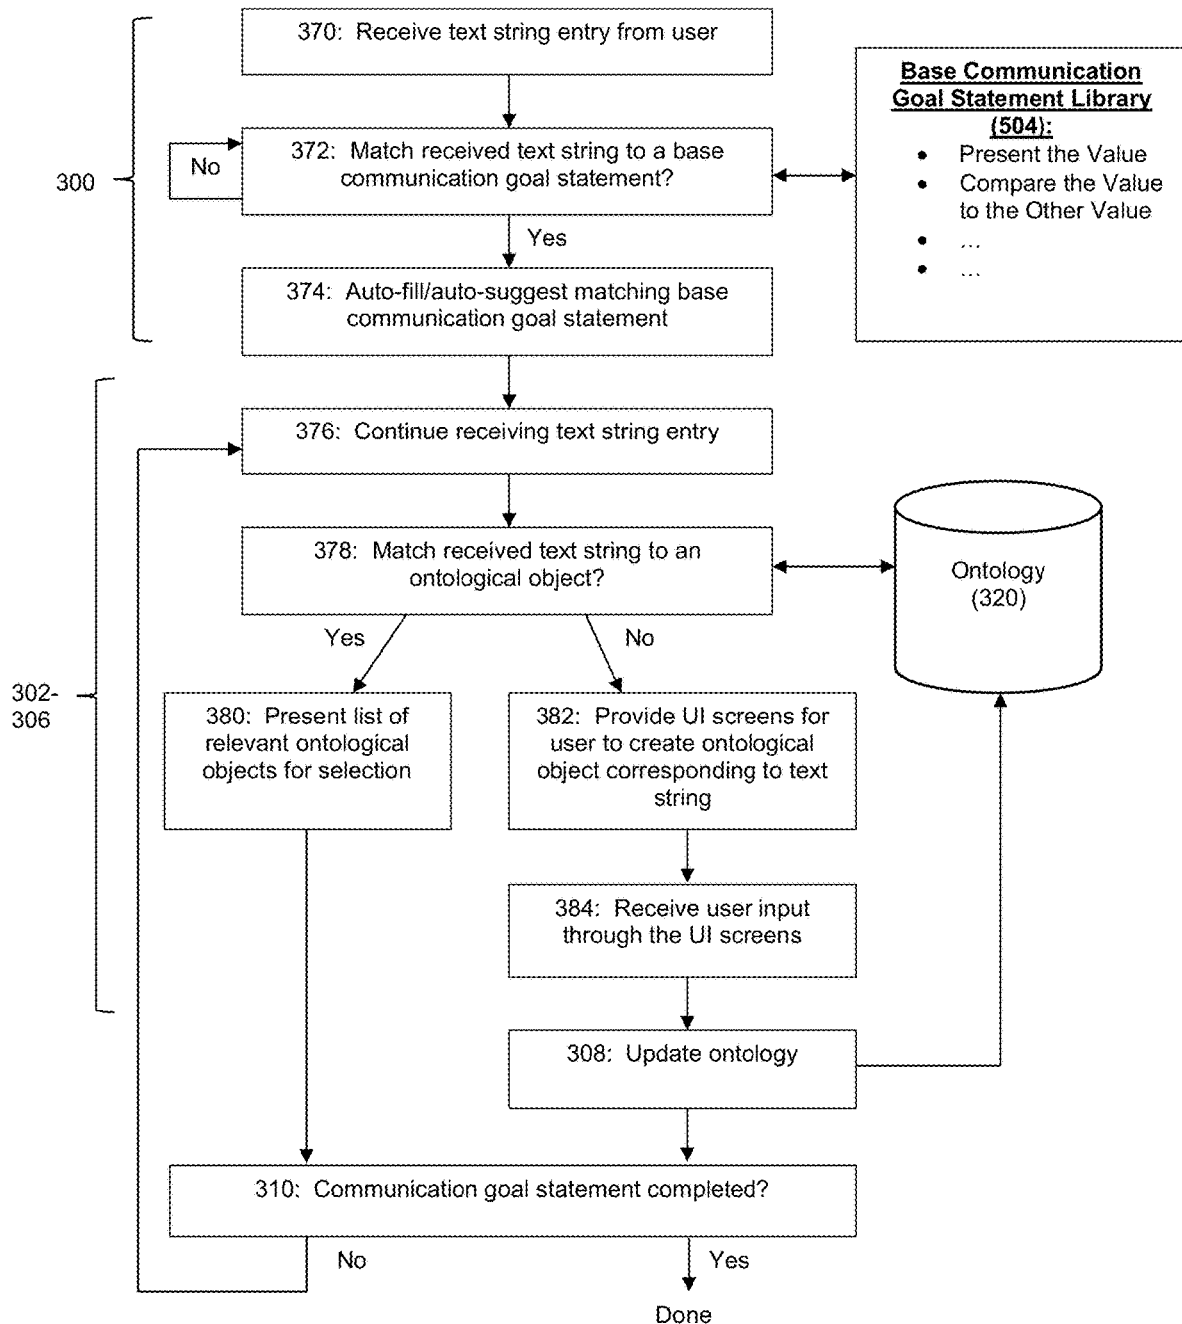 370:  Receive text string entry from user
Base Communication
Goal Statement Library
(504):
• Present the Value
• Compare the Value
to the Other Value
• ...
• ...
372:  Match received text string to a base
communication goal statement?
No
300
Yes
374:  Auto-fill/auto-suggest matching base
communication goal statement
376:  Continue receiving text string entry
378:  Match received text string to an
ontological object?
Ontology
(320)
Yes
No
302-
306
380:  Present list of
relevant ontological
objects for selection
382:  Provide UI screens for
user to create ontological
object corresponding to text
string
384:  Receive user input
through the UI screens
308:  Update ontology
310:  Communication goal statement completed?
No
Yes
Done